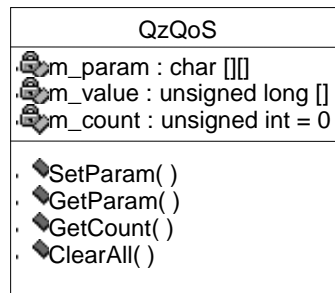 QzQoS
m_param : char [][]
m_value : unsigned long []
m_count : unsigned int = 0
SetParam( )
GetParam( )
GetCount( )
ClearAll( )